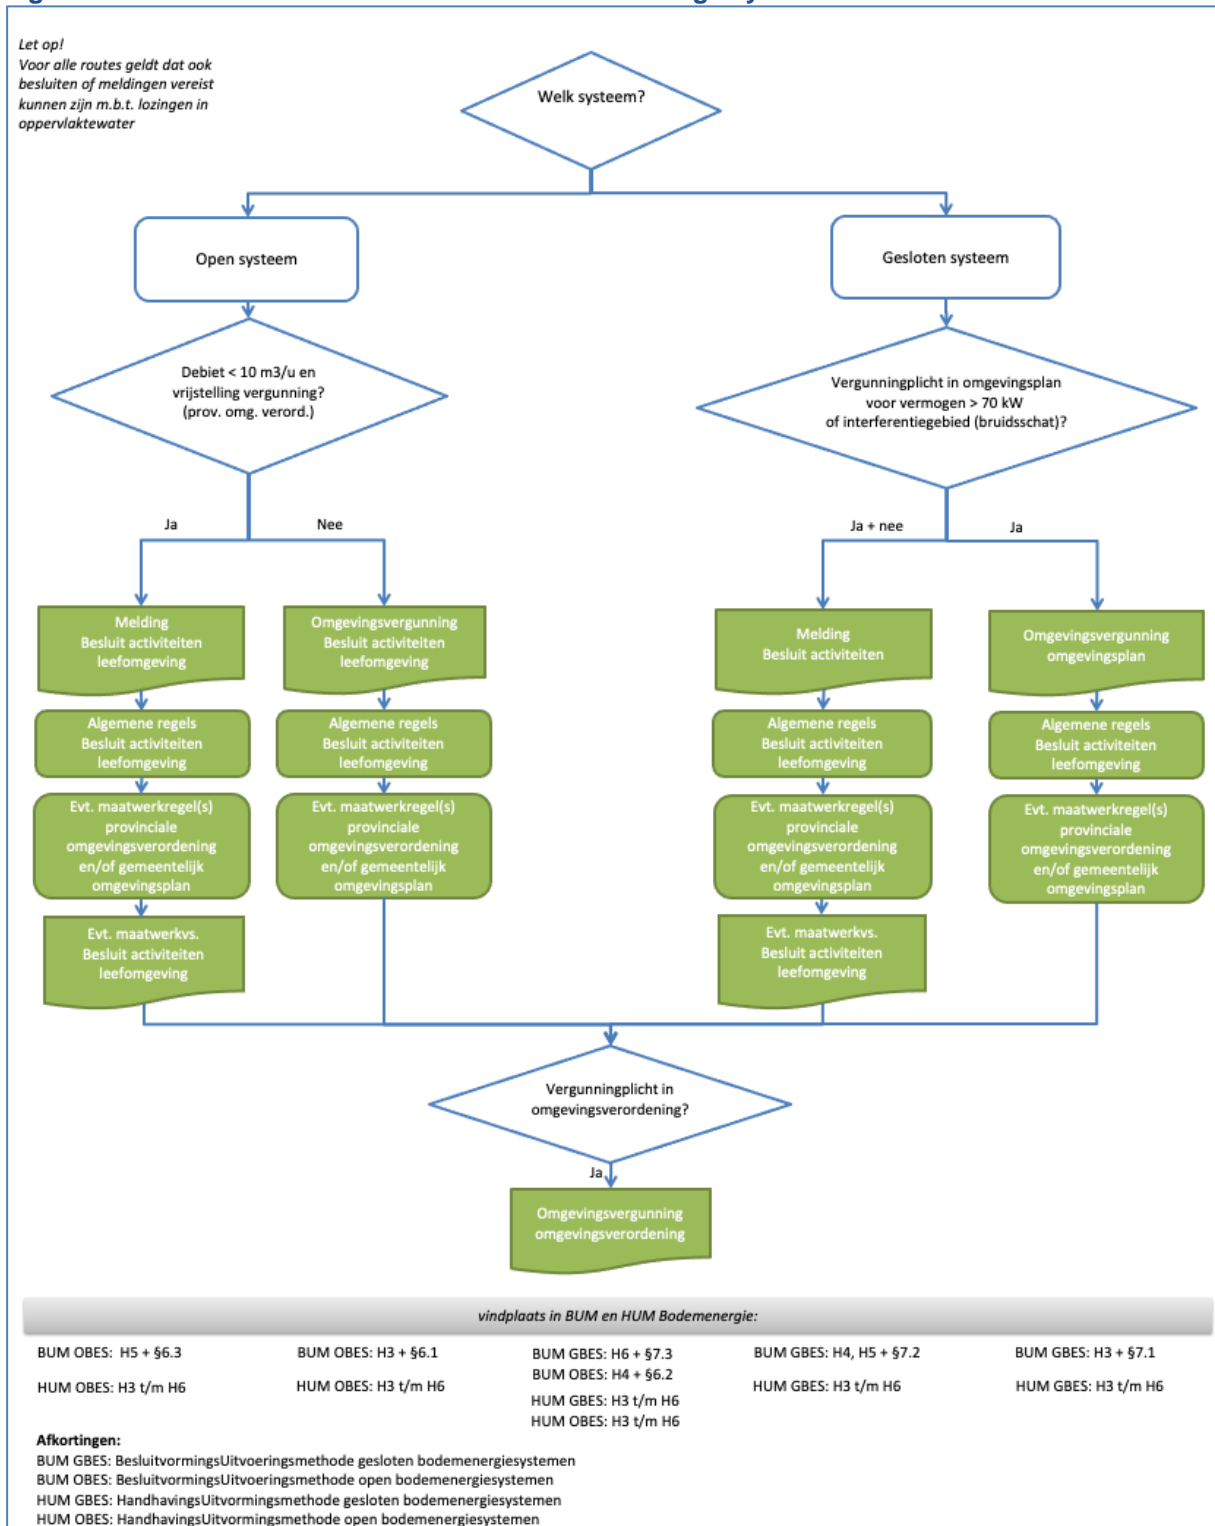 Let op!
Voor alle routes geldt dat ook
besluiten of meldingen vereist
kunnen zijn m.b.t. lozingen in
oppervlaktewater
Welk systeem?
Open systeem
Gesloten systeem
Debiet < 10 m3/u en
vrijstelling vergunning?
(prov. omg. verord.)
Vergunningplicht in omgevingsplan
voor vermogen > 70 kW
of interferentiegebied (bruidsschat)?
Ja
Nee
Ja + nee
Ja
Melding
Besluit activiteiten
leefomgeving
Omgevingsvergunning
Besluit activiteiten
leefomgeving
Melding
Besluit activiteiten
Omgevingsvergunning
omgevingsplan
Algemene regels
Besluit activiteiten
leefomgeving
Algemene regels
Besluit activiteiten
leefomgeving
Algemene regels
Besluit activiteiten
leefomgeving
Algemene regels
Besluit activiteiten
leefomgeving
Evt. maatwerkregel(s)
provinciale
omgevingsverordening
en/of gemeentelijk
omgevingsplan
Evt. maatwerkregel(s)
provinciale
omgevingsverordening
en/of gemeentelijk
omgevingsplan
Evt. maatwerkregel(s)
provinciale
omgevingsverordening
en/of gemeentelijk
omgevingsplan
Evt. maatwerkregel(s)
provinciale
omgevingsverordening
en/of gemeentelijk
omgevingsplan
Evt. maatwerkvs.
Besluit activiteiten
leefomgeving
Evt. maatwerkvs.
Besluit activiteiten
leefomgeving
Vergunningplicht in
omgevingsverordening?
Ja
Omgevingsvergunning
omgevingsverordening
vindplaats in BUM en HUM Bodemenergie:
BUM OBES: H5 + §6.3
HUM OBES: H3 t/m H6
BUM OBES: H3 + §6.1
HUM OBES: H3 t/m H6
BUM GBES: H6 + §7.3
BUM OBES: H4 + §6.2
HUM GBES: H3 t/m H6
HUM OBES: H3 t/m H6
BUM GBES: H4, H5 + §7.2
HUM GBES: H3 t/m H6
BUM GBES: H3 + §7.1
HUM GBES: H3 t/m H6
Afkortingen:
BUM GBES: BesluitvormingsUitvoeringsmethode gesloten bodemenergiesystemen
BUM OBES: BesluitvormingsUitvoeringsmethode open bodemenergiesystemen
HUM GBES: HandhavingsUitvormingsmethode gesloten bodemenergiesystemen
HUM OBES: HandhavingsUitvormingsmethode open bodemenergiesystemen